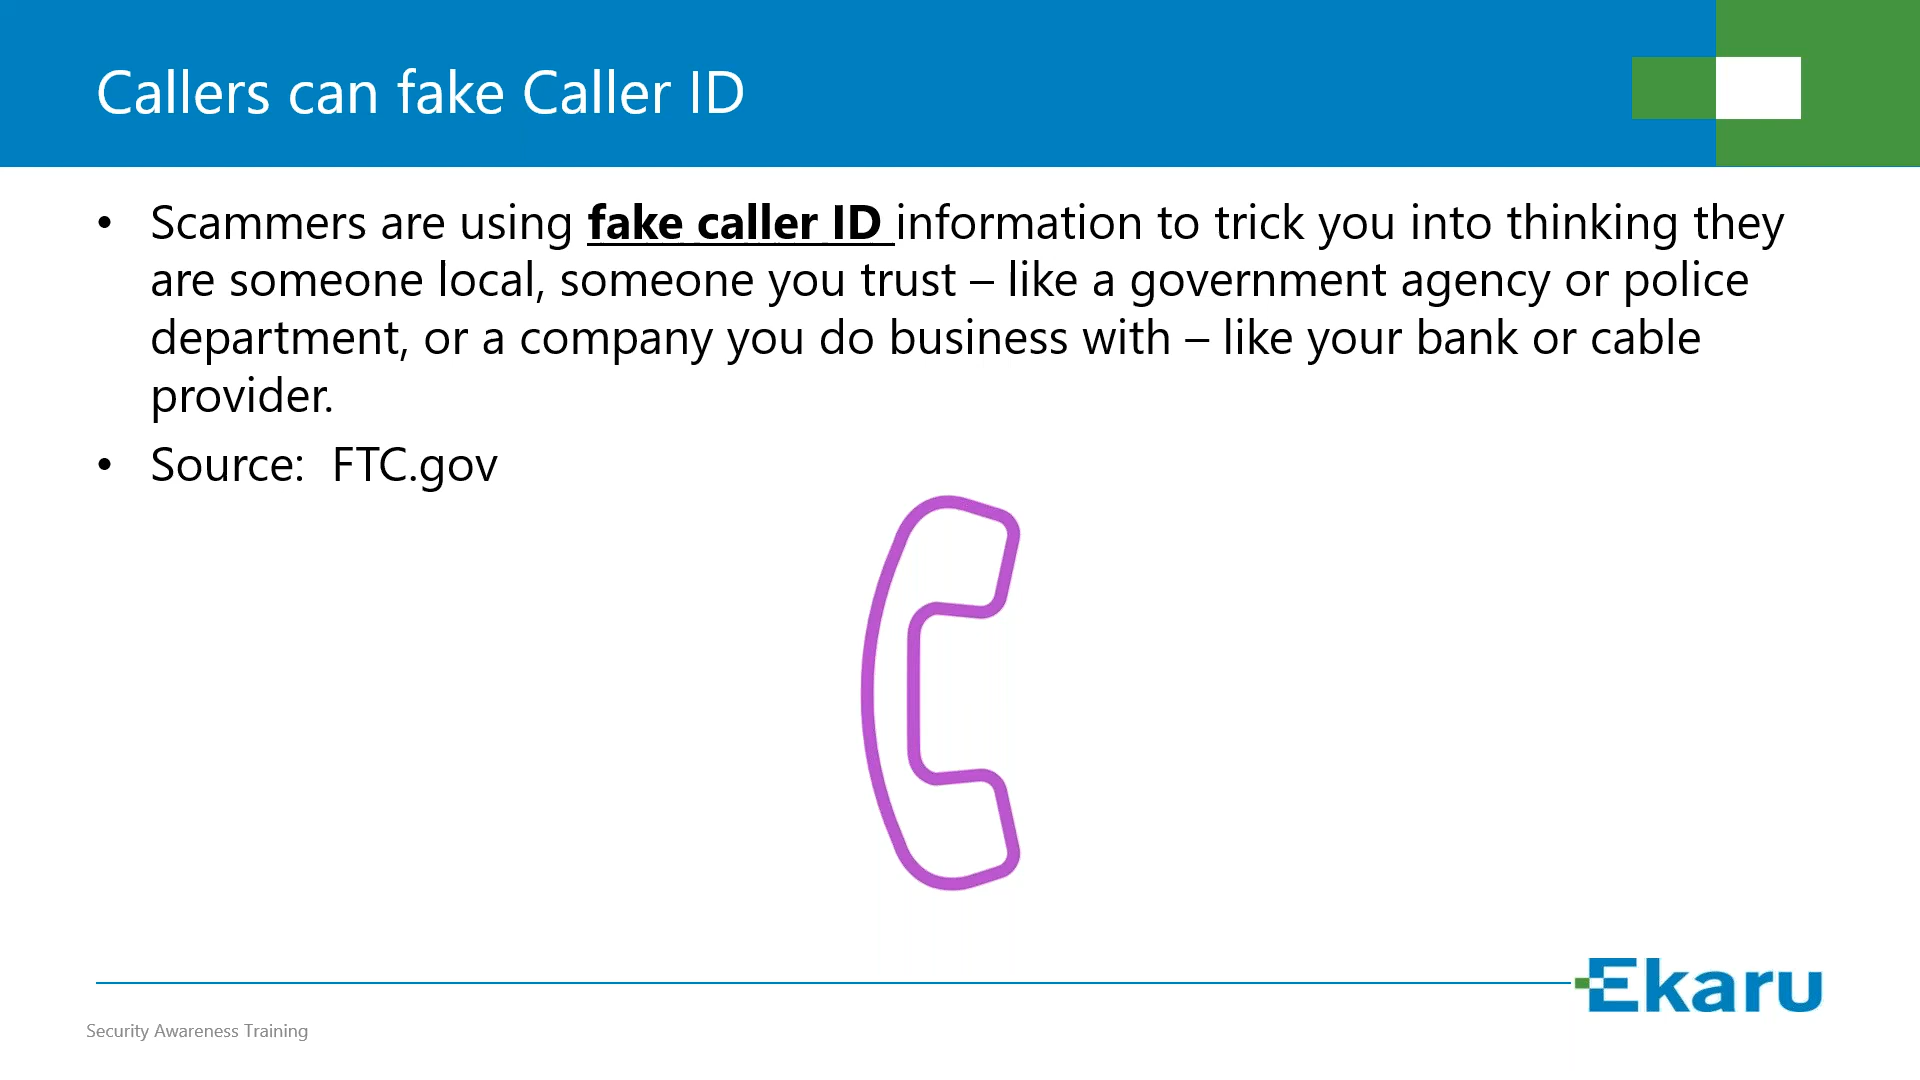 Callers can fake Caller ID
• Scammers are using fake caller ID information to trick you into thinking they
are someone local, someone you trust – like a government agency or police
department, or a company you do business with – like your bank or cable
provider.
• Source:  FTC.gov
Ekaru
Security Awareness Training